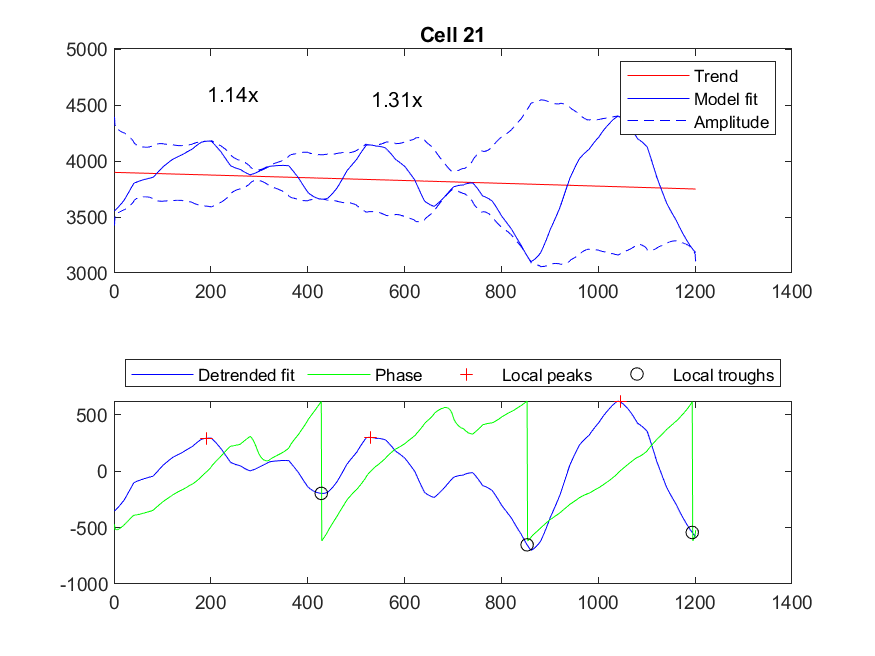 Cell 21
5000
4500
4000
3500
3000
1.14x
1.31x
Trend
Model fit
Amplitude
0 200 400 600 800 1000 1200 1400
Detrended fit Phase Local peaks Local troughs
500
0
-500
-1000
0 200 400 600 800 1000 1200 1400